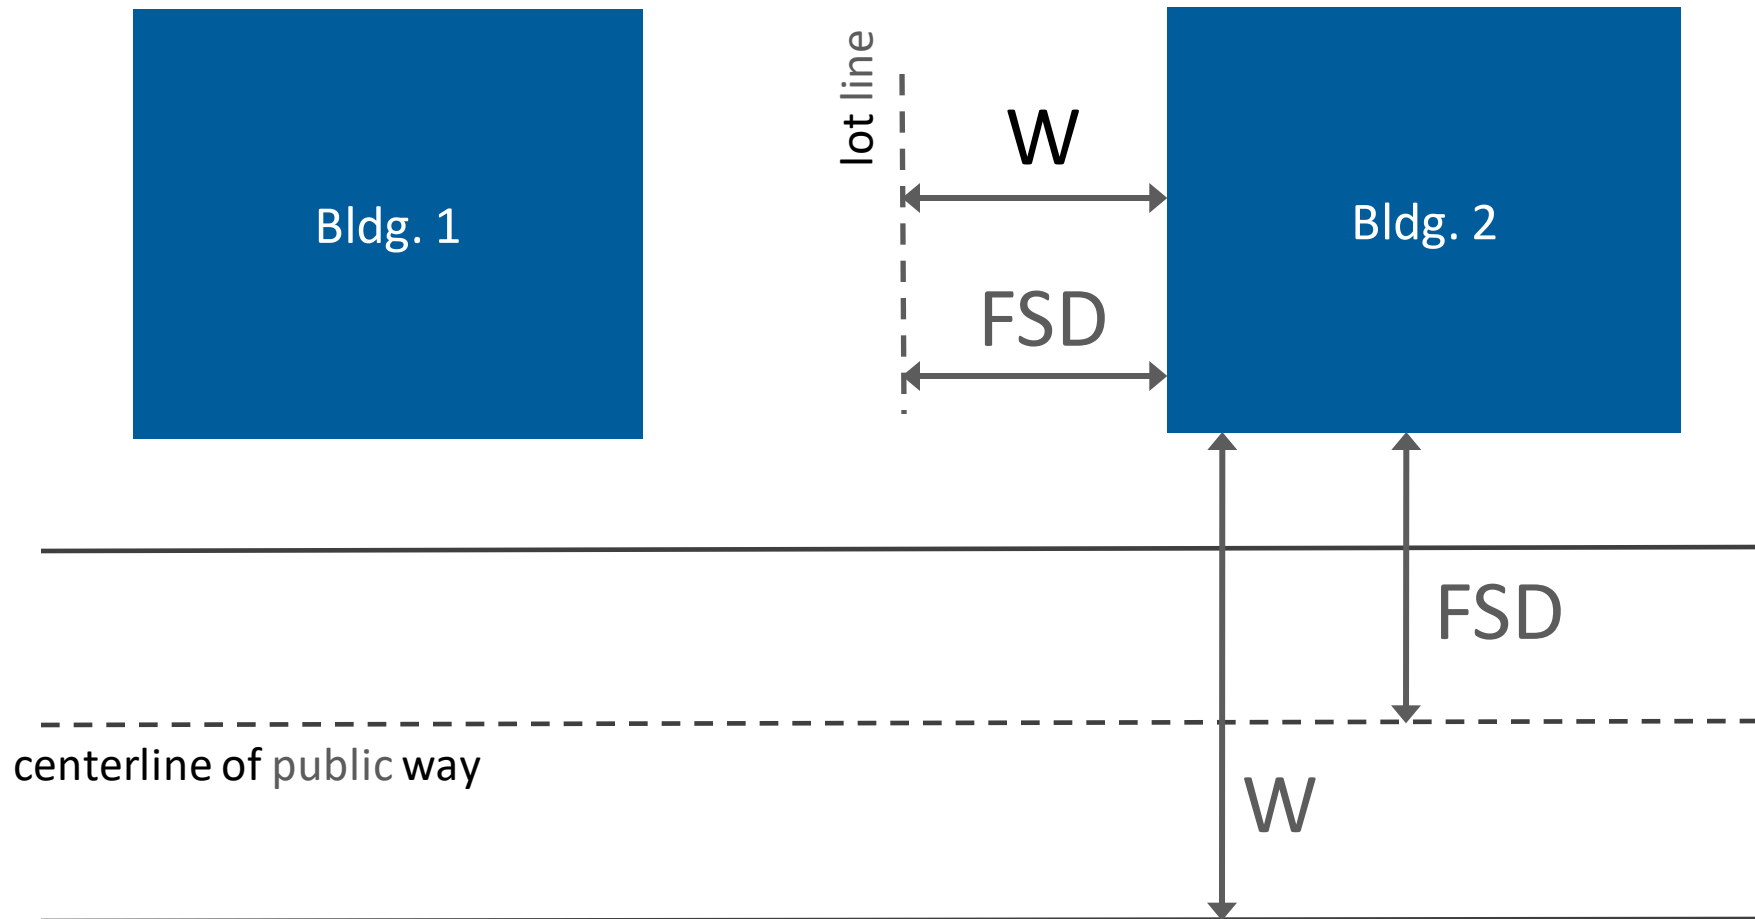 lot line
W
Bldg. 1
Bldg. 2
FSD
FSD
centerline of public way
W